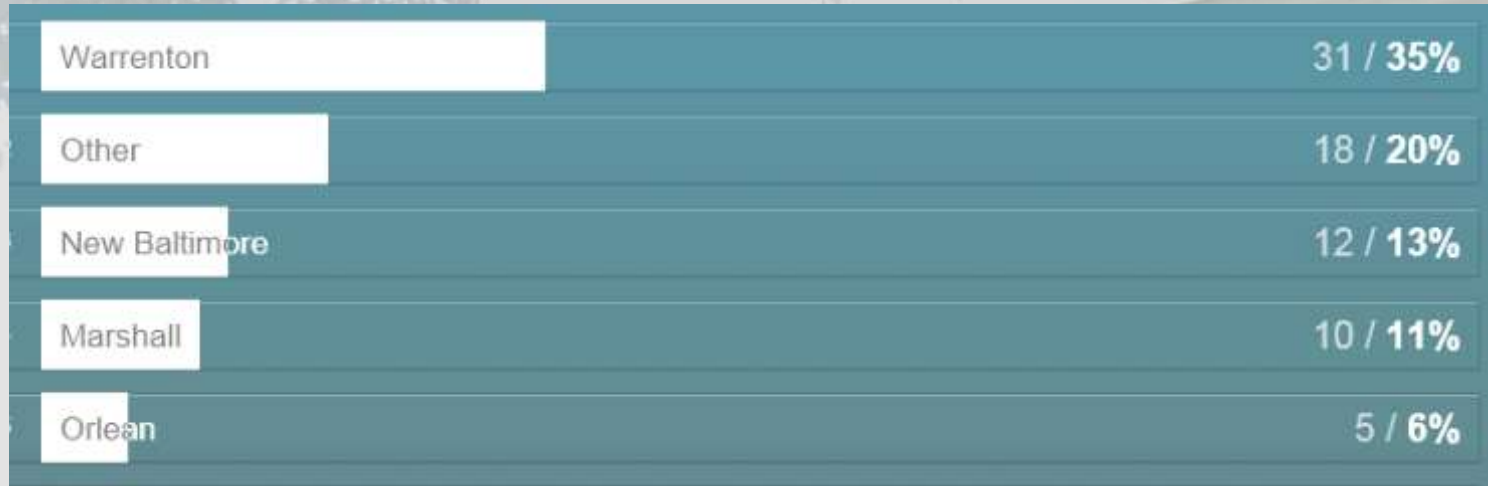 Warrenton 31 / 35%
Other 18 / 20%
New Baltimore 12 / 13%
Marshall 10 / 11%
Orlean 5 / 6%